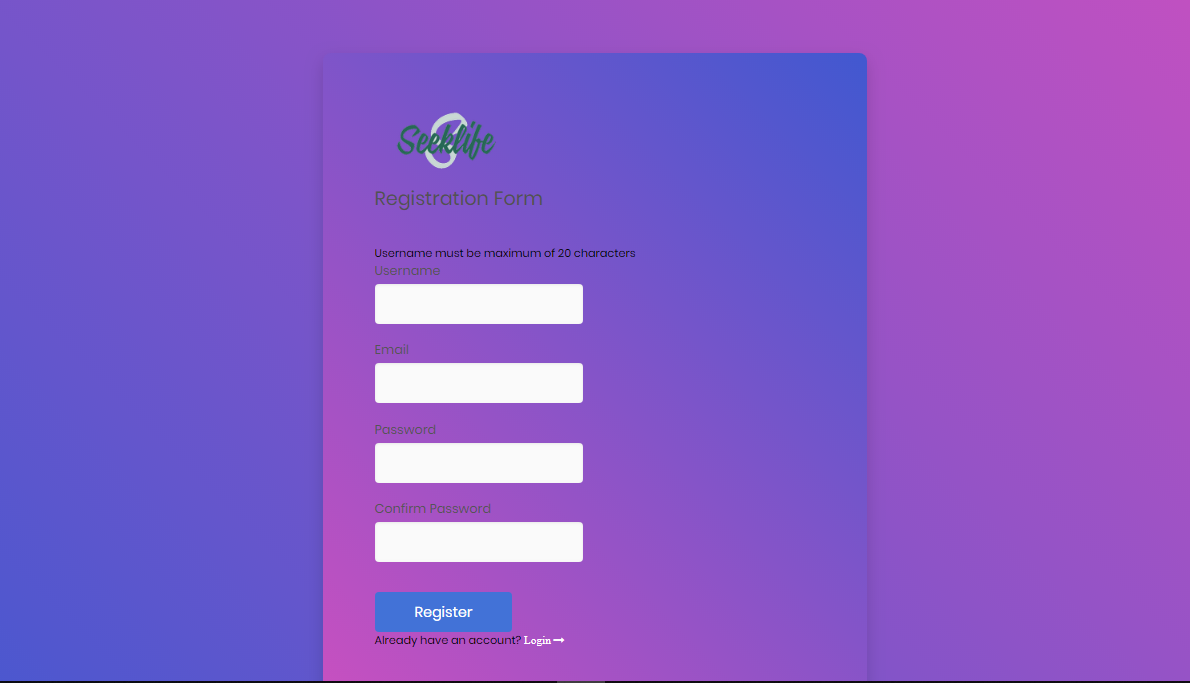 Seeklife
Registration Form
Username must be maximum of 20 characters
Username
Email
Password
Confirm Password
Register
Already have an account? Login